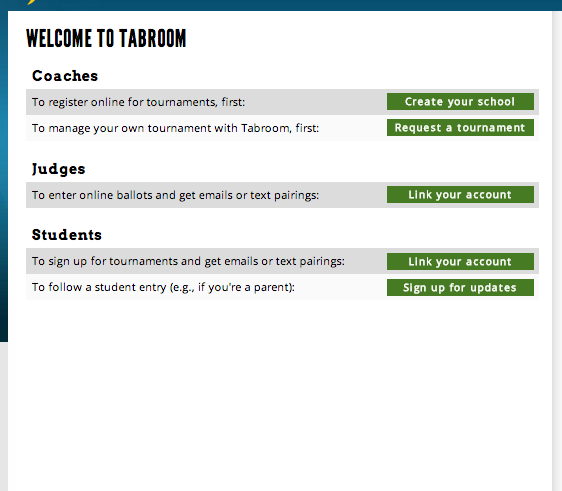 WELCOME TO TABROOM
Coaches
To register online for tournaments, first: Create your school
To manage your own tournament with Tabroom, first: Request a tournament
Judges
To enter online ballots and get emails or text pairings: Link your account
Students
To sign up for tournaments and get emails or text pairings: Link your account
To follow a student entry (e.g., if you're a parent): Sign up for updates